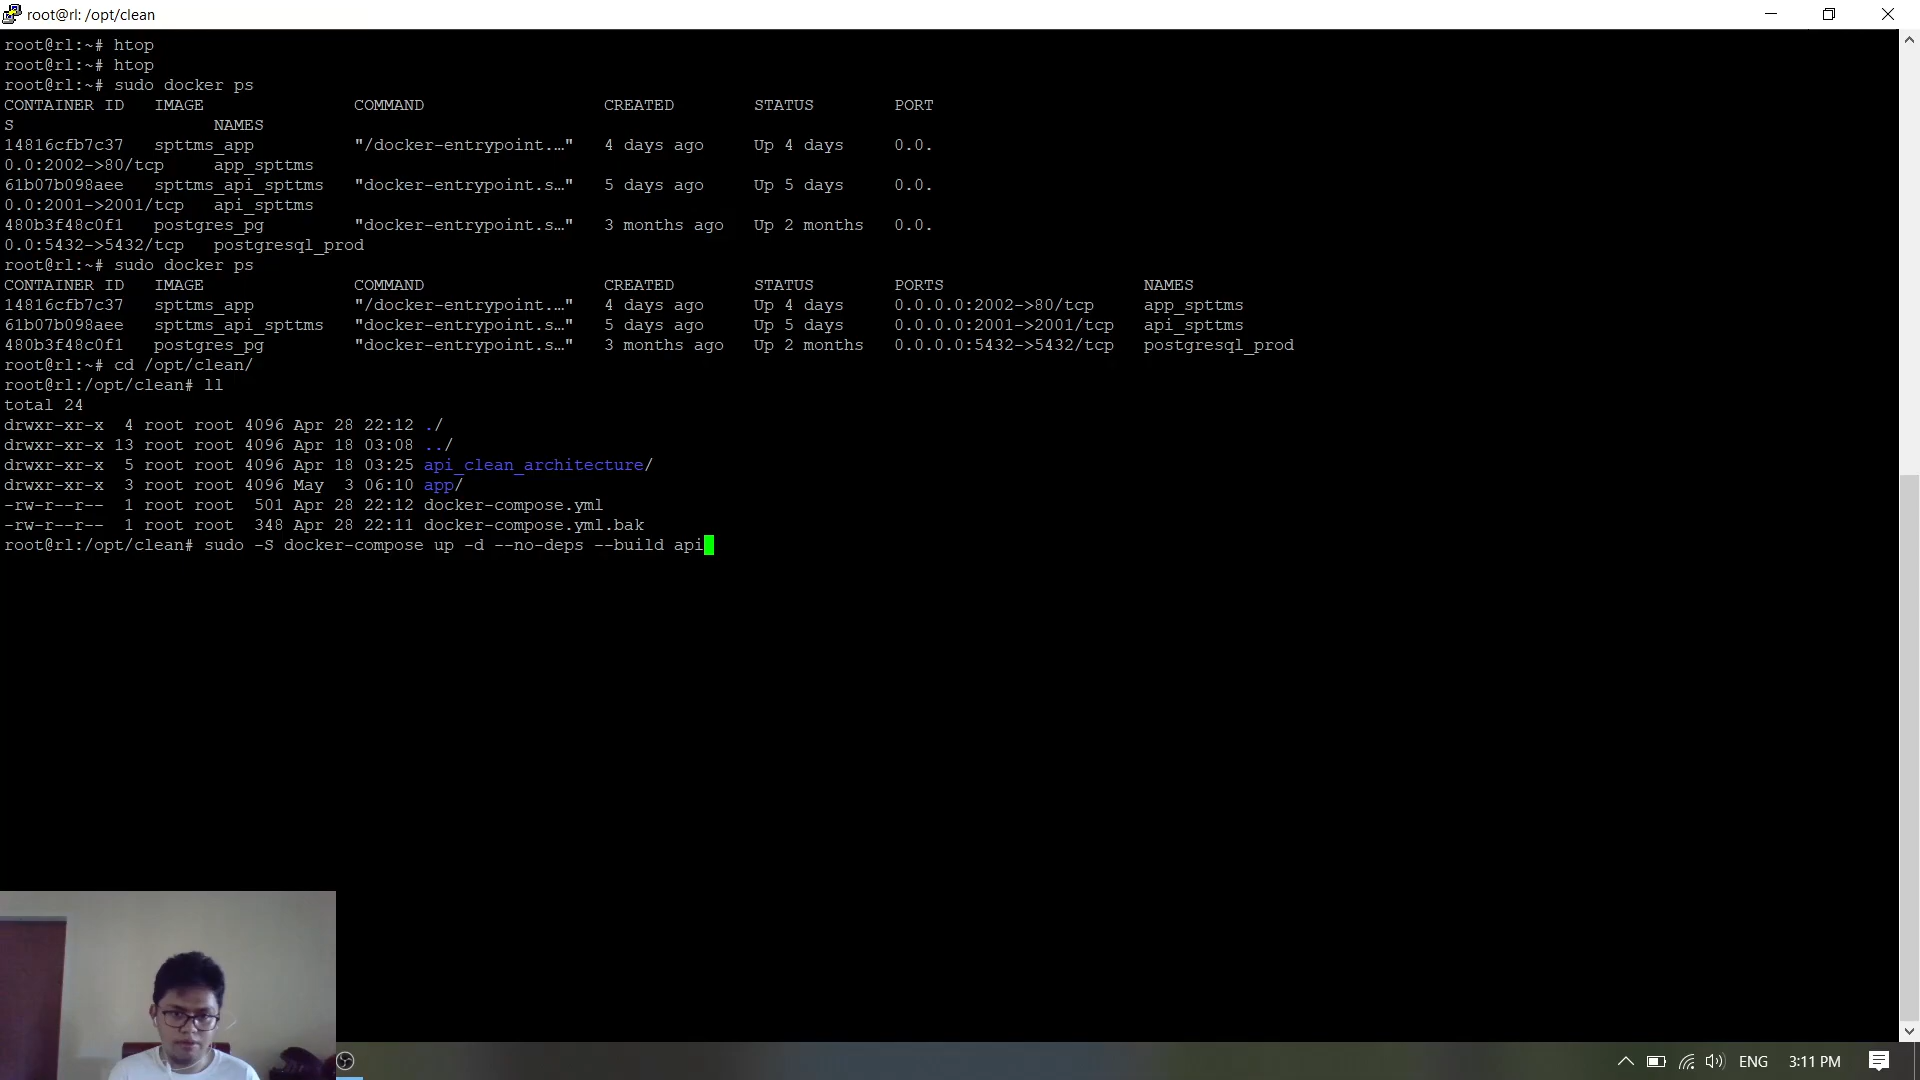 root@rl: /opt/clean
root@rl:~# htop
root@rl:~# htop
root@rl:~# sudo docker ps
CONTAINER ID   IMAGE               COMMAND                  CREATED        STATUS        PORT
S                    NAMES
14816cfb7c37   spttms_app          "/docker-entrypoint.…"   4 days ago     Up 4 days     0.0.
0.0:2002->80/tcp     app_spttms
61b07b098aee   spttms_api_spttms   "docker-entrypoint.s…"   5 days ago     Up 5 days     0.0.
0.0:2001->2001/tcp   api_spttms
480b3f48c0f1   postgres_pg         "docker-entrypoint.s…"   3 months ago   Up 2 months   0.0.
0.0:5432->5432/tcp   postgresql_prod
root@rl:~# sudo docker ps
CONTAINER ID   IMAGE               COMMAND                  CREATED        STATUS        PORTS                    NAMES
14816cfb7c37   spttms_app          "/docker-entrypoint.…"   4 days ago     Up 4 days     0.0.0.0:2002->80/tcp     app_spttms
61b07b098aee   spttms_api_spttms   "docker-entrypoint.s…"   5 days ago     Up 5 days     0.0.0.0:2001->2001/tcp   api_spttms
480b3f48c0f1   postgres_pg         "docker-entrypoint.s…"   3 months ago   Up 2 months   0.0.0.0:5432->5432/tcp   postgresql_prod
root@rl:~# cd /opt/clean/
root@rl:/opt/clean# ll
total 24
drwxr-xr-x  4 root root 4096 Apr 28 22:12 ./
drwxr-xr-x 13 root root 4096 Apr 18 03:08 ../
drwxr-xr-x  5 root root 4096 Apr 18 03:25 api_clean_architecture/
drwxr-xr-x  3 root root 4096 May  3 06:10 app/
-rw-r--r--  1 root root  501 Apr 28 22:12 docker-compose.yml
-rw-r--r--  1 root root  348 Apr 28 22:11 docker-compose.yml.bak
root@rl:/opt/clean# sudo -S docker-compose up -d --no-deps --build api
ENG
3:11 PM